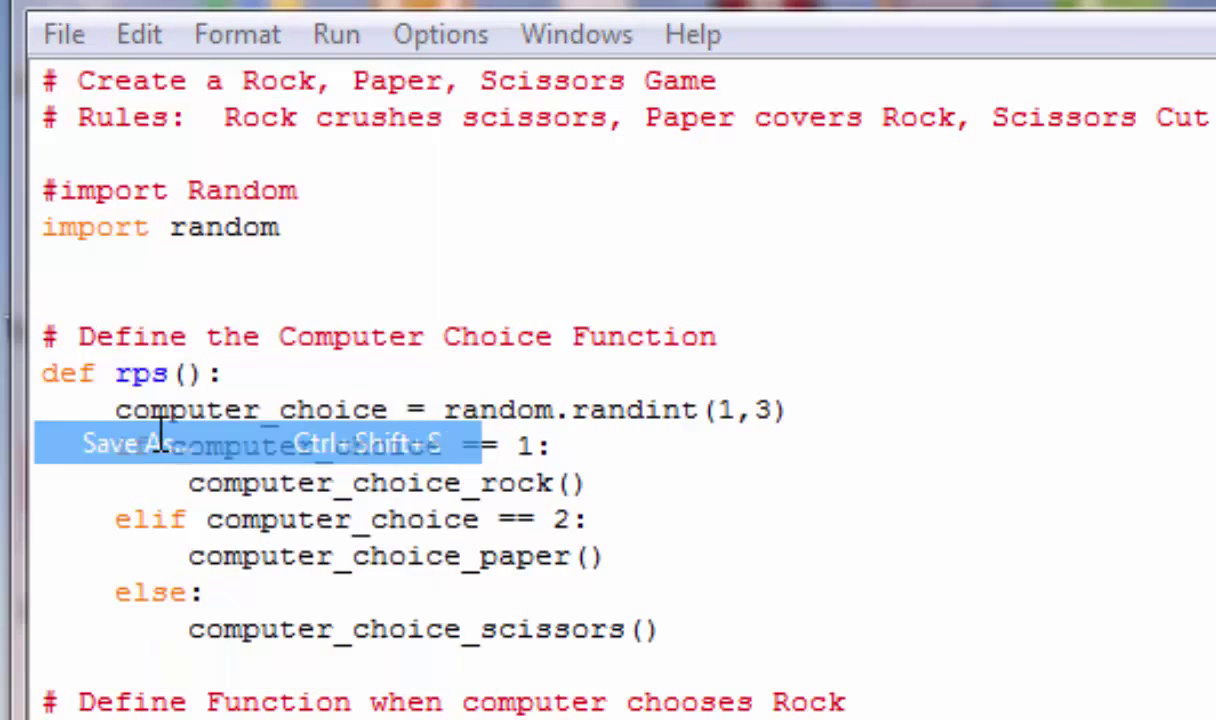 File Edit Format Run Options Windows Help
# Create a Rock, Paper, Scissors Game
# Rules:  Rock crushes scissors, Paper covers Rock, Scissors Cut
#import Random
import random
# Define the Computer Choice Function
def rps():
    computer_choice = random.randint(1,3)
Save As... Ctrl+Shift+S
    if computer_choice == 1:
        computer_choice_rock()
    elif computer_choice == 2:
        computer_choice_paper()
    else:
        computer_choice_scissors()
# Define Function when computer chooses Rock